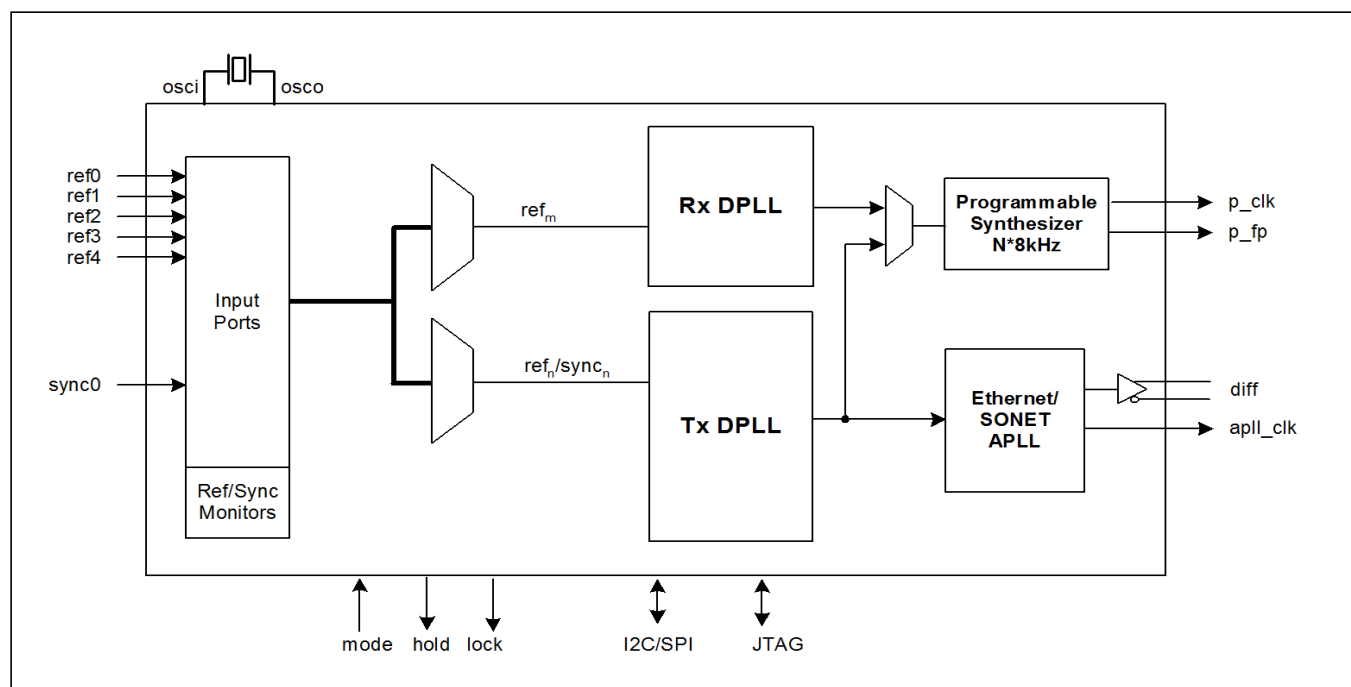 osci
osco
ref0
ref1
ref2
ref3
ref4
sync0
Input
Ports
Ref/Sync
Monitors
refm
refn/syncn
Rx DPLL
Tx DPLL
Programmable
Synthesizer
N*8kHz
Ethernet/
SONET
APLL
p_clk
p_fp
diff
apll_clk
mode
hold
lock
I2C/SPI
JTAG